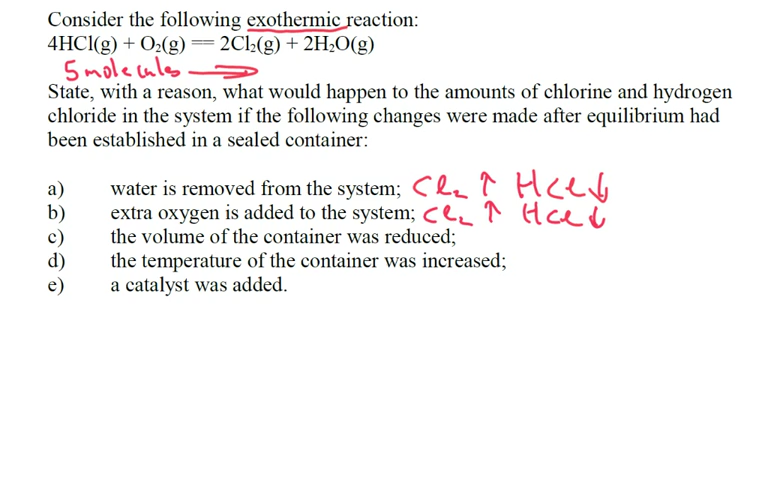 Consider the following exothermic reaction:
4HCl(g) + O₂(g) == 2Cl₂(g) + 2H₂O(g)
5 molecules →
State, with a reason, what would happen to the amounts of chlorine and hydrogen
chloride in the system if the following changes were made after equilibrium had
been established in a sealed container:
a) water is removed from the system; Cl₂ ↑ HCl ↓
b) extra oxygen is added to the system; Cl₂ ↑ HCl ↓
c) the volume of the container was reduced;
d) the temperature of the container was increased;
e) a catalyst was added.